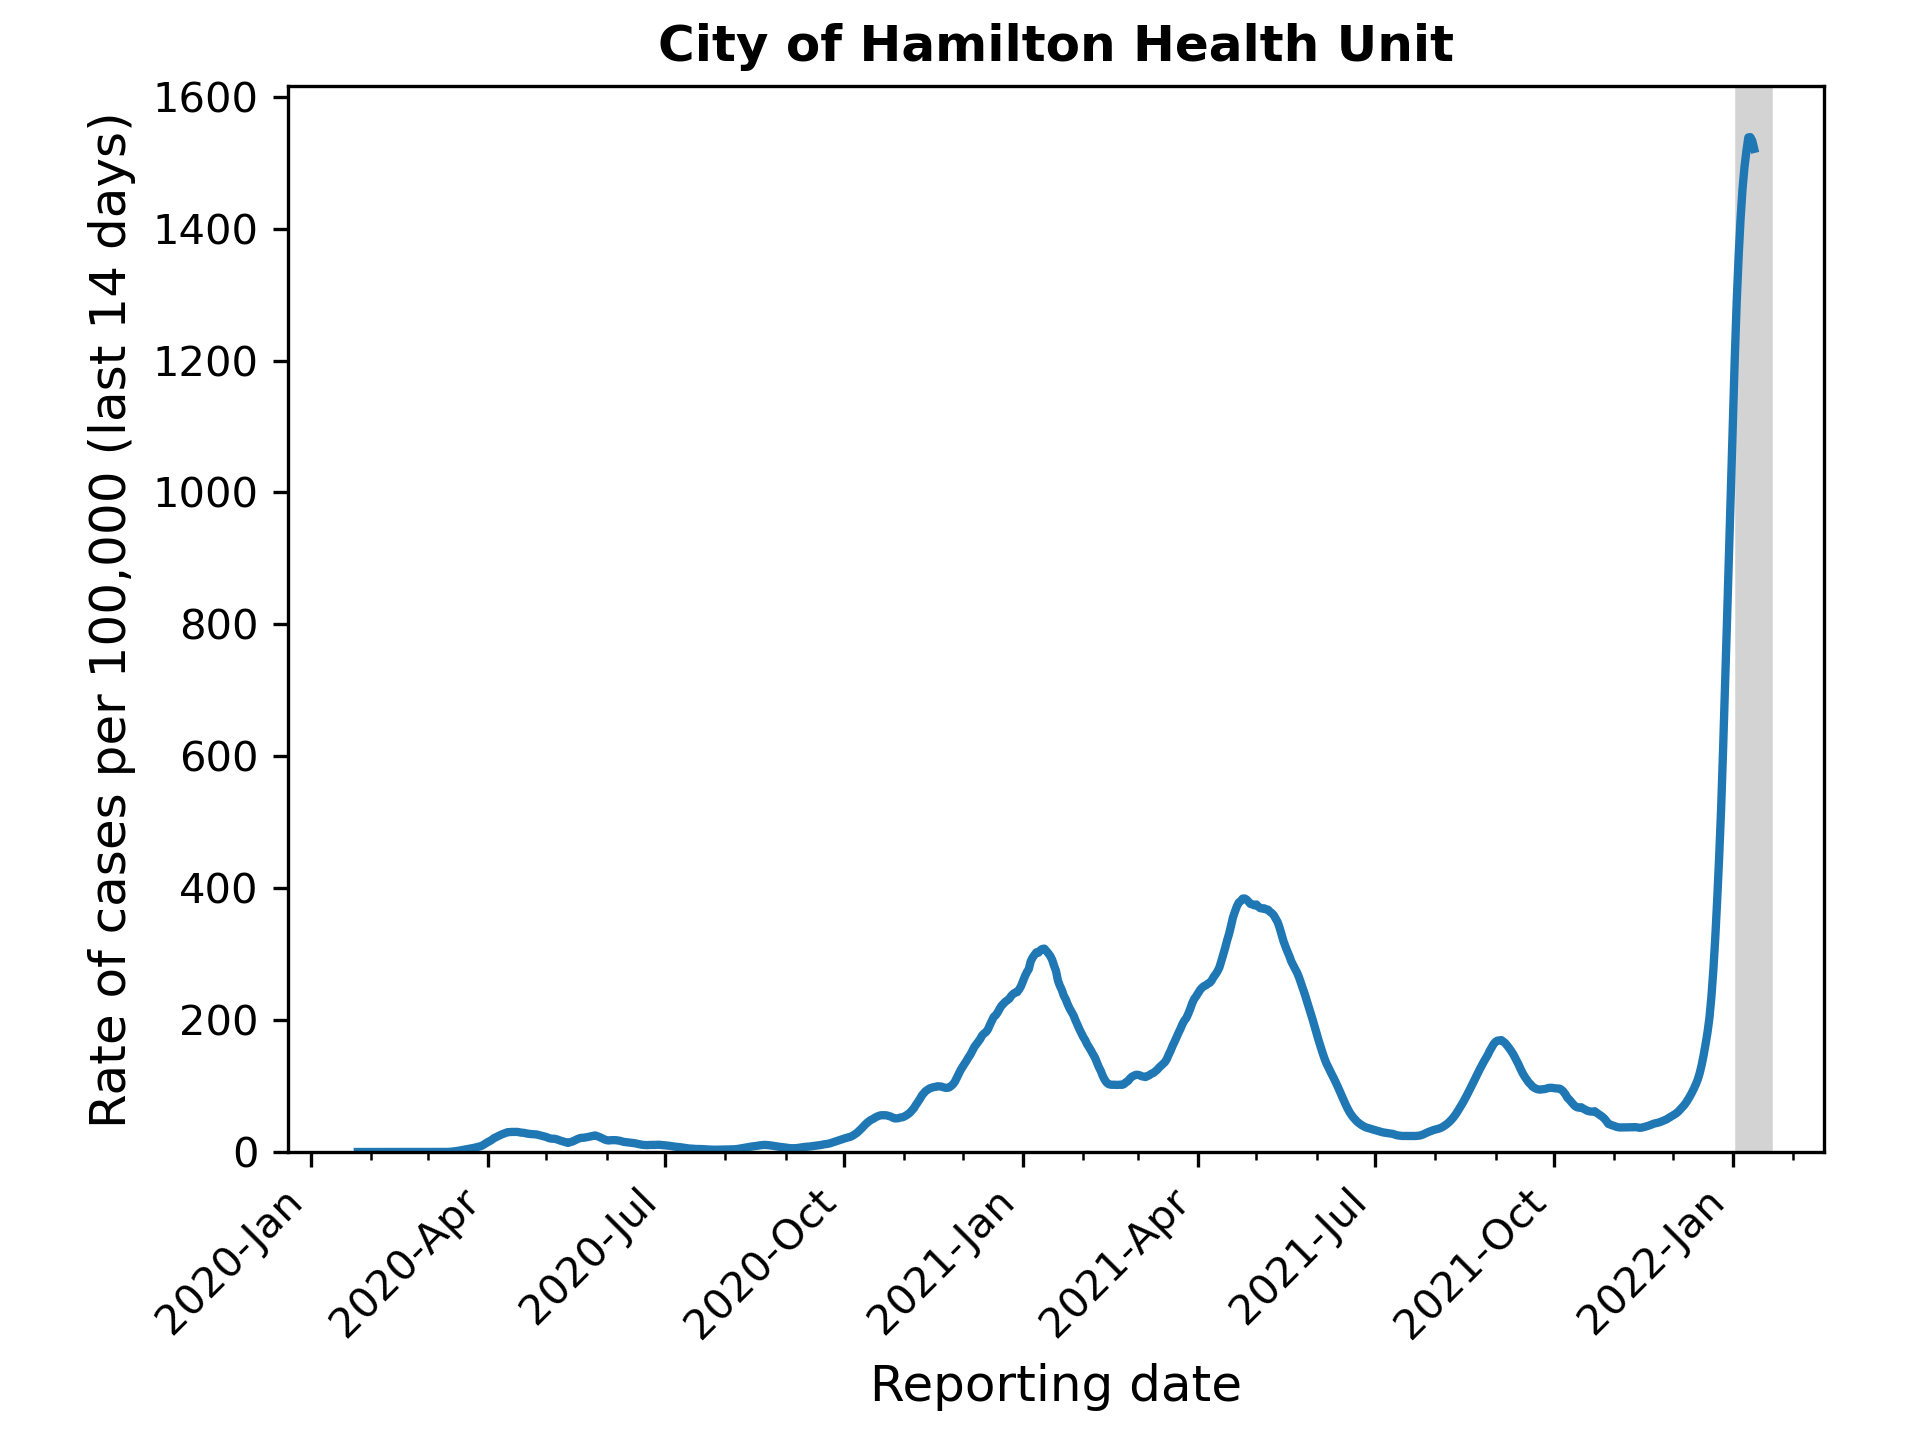 City of Hamilton Health Unit
Rate of cases per 100,000 (last 14 days)
1600
1400
1200
1000
800
600
400
200
0
2020-Jan
2020-Apr
2020-Jul
2020-Oct
2021-Jan
2021-Apr
2021-Jul
2021-Oct
2022-Jan
Reporting date